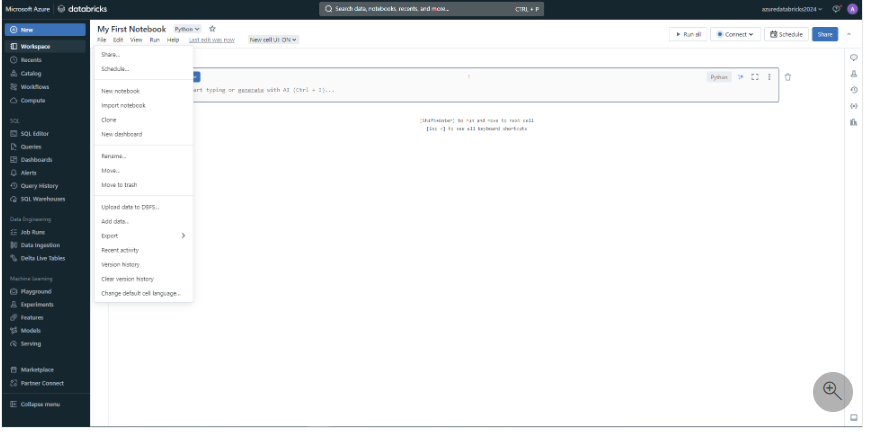 Microsoft Azure databricks Search data, notebooks, recents, and more... CTRL + P azuredatabricks2024 A
New
Workspace
Recents
Catalog
Workflows
Compute
SQL
SQL Editor
Queries
Dashboards
Alerts
Query History
SQL Warehouses
Data Engineering
Job Runs
Data Ingestion
Delta Live Tables
Machine Learning
Playground
Experiments
Features
Models
Serving
Marketplace
Partner Connect
Collapse menu
My First Notebook Python
File Edit View Run Help Last edit was now New cell UI: ON
Run all Connect Schedule Share
Share...
Schedule...
New notebook
Import notebook
Clone
New dashboard
Rename...
Move...
Move to trash
Upload data to DBFS...
Add data...
Export
Recent activity
Version history
Clear version history
Change default cell language...
1 Python
art typing or generate with AI (Ctrl + I)...
[Shift+Enter] to run and move to next cell
to see all keyboard shortcuts